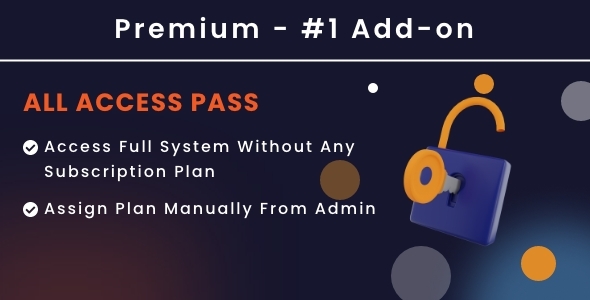 Premium - #1 Add-on
ALL ACCESS PASS
Access Full System Without Any
Subscription Plan
Assign Plan Manually From Admin